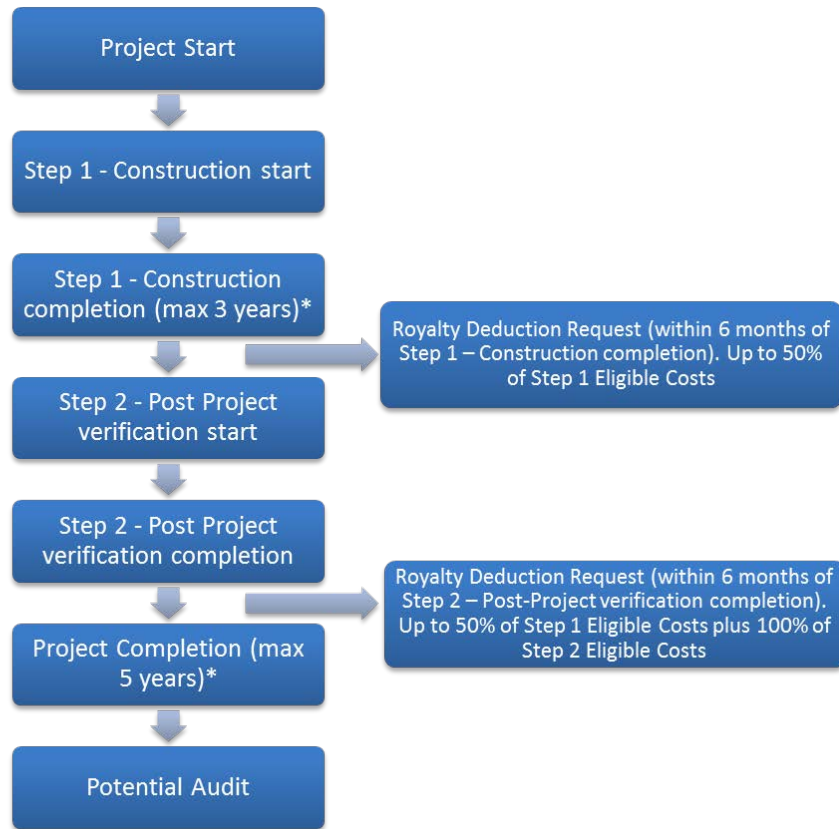 Project Start
Step 1 - Construction start
Step 1 - Construction
completion (max 3 years)*
Royalty Deduction Request (within 6 months of
Step 1 – Construction completion). Up to 50%
of Step 1 Eligible Costs
Step 2 - Post Project
verification start
Step 2 - Post Project
verification completion
Royalty Deduction Request (within 6 months of
Step 2 – Post-Project verification completion).
Up to 50% of Step 1 Eligible Costs plus 100% of
Step 2 Eligible Costs
Project Completion (max
5 years)*
Potential Audit